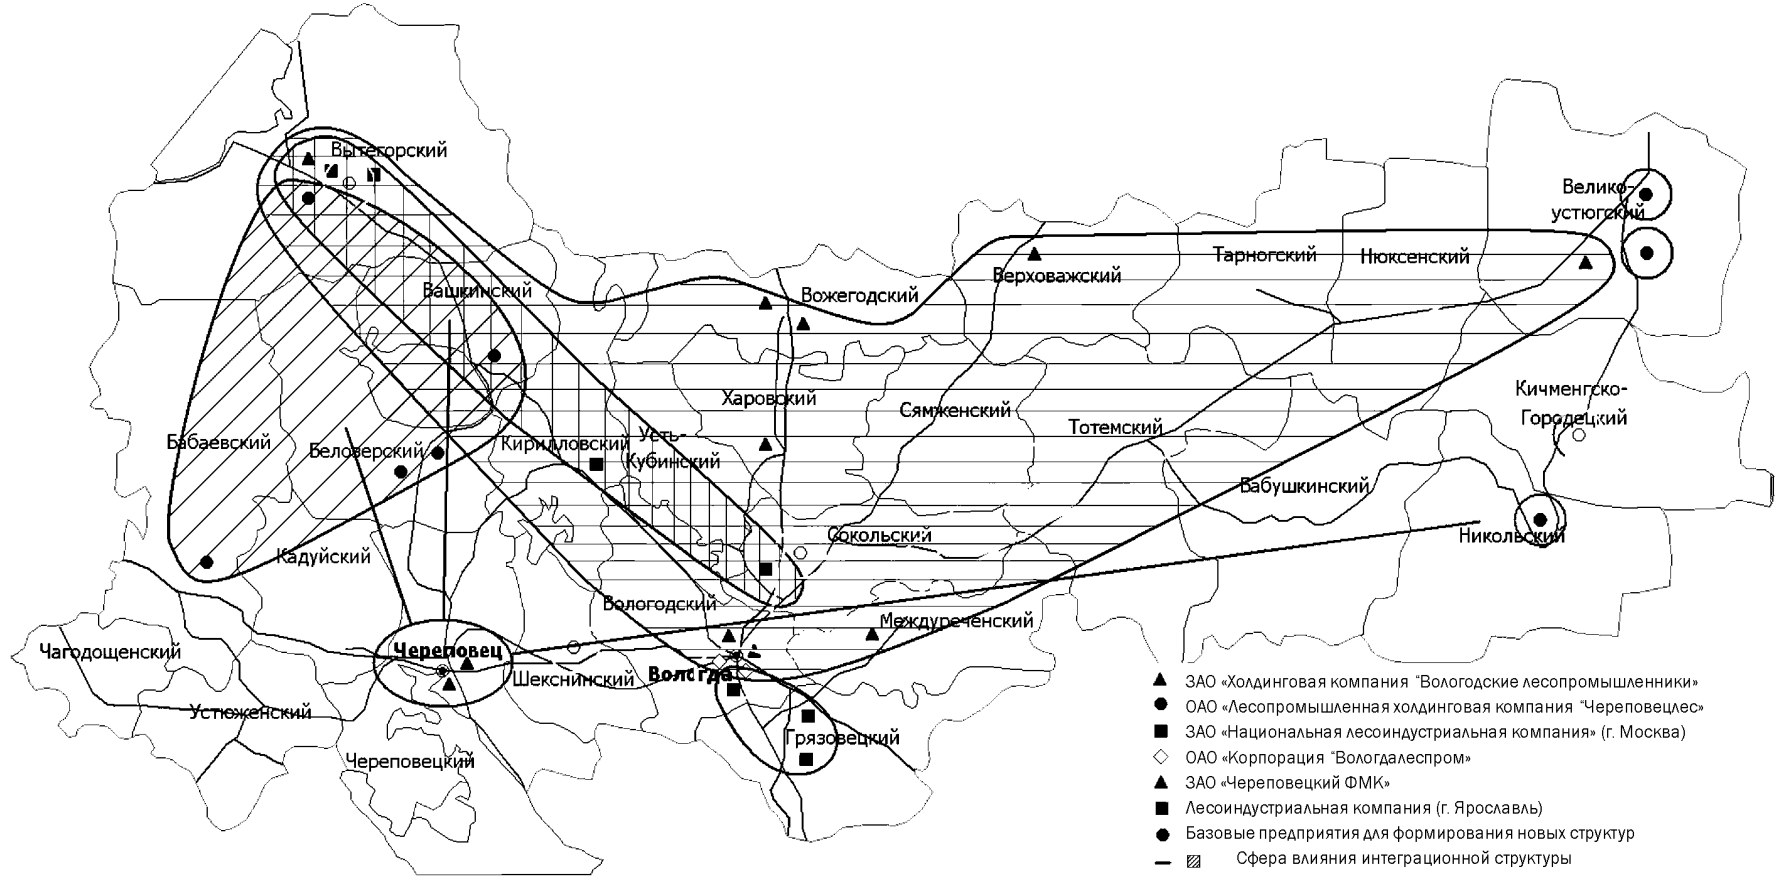 Вытегорский
Велико-
устюгский
Тарногский
Нюксенский
Верховажский
Вашкинский
Вожегодский
Кичменгско-
Городецкий
Харовский
Сямженский
Тотемский
Бабаевский
Белозерский
Кирилловский
Усть-
Кубинский
Бабушкинский
Никольский
Сокольский
Кадуйский
Вологодский
Междуреченский
Чагодощенский
Череповец
Шекснинский
Вологда
Устюженский
Грязовецкий
Череповецкий
ЗАО «Холдинговая компания "Вологодские лесопромышленники»
ОАО «Лесопромышленная холдинговая компания "Череповецлес»
ЗАО «Национальная лесоиндустриальная компания» (г. Москва)
ОАО «Корпорация "Вологдалеспром»
ЗАО «Череповецкий ФМК»
Лесоиндустриальная компания (г. Ярославль)
Базовые предприятия для формирования новых структур
Сфера влияния интеграционной структуры